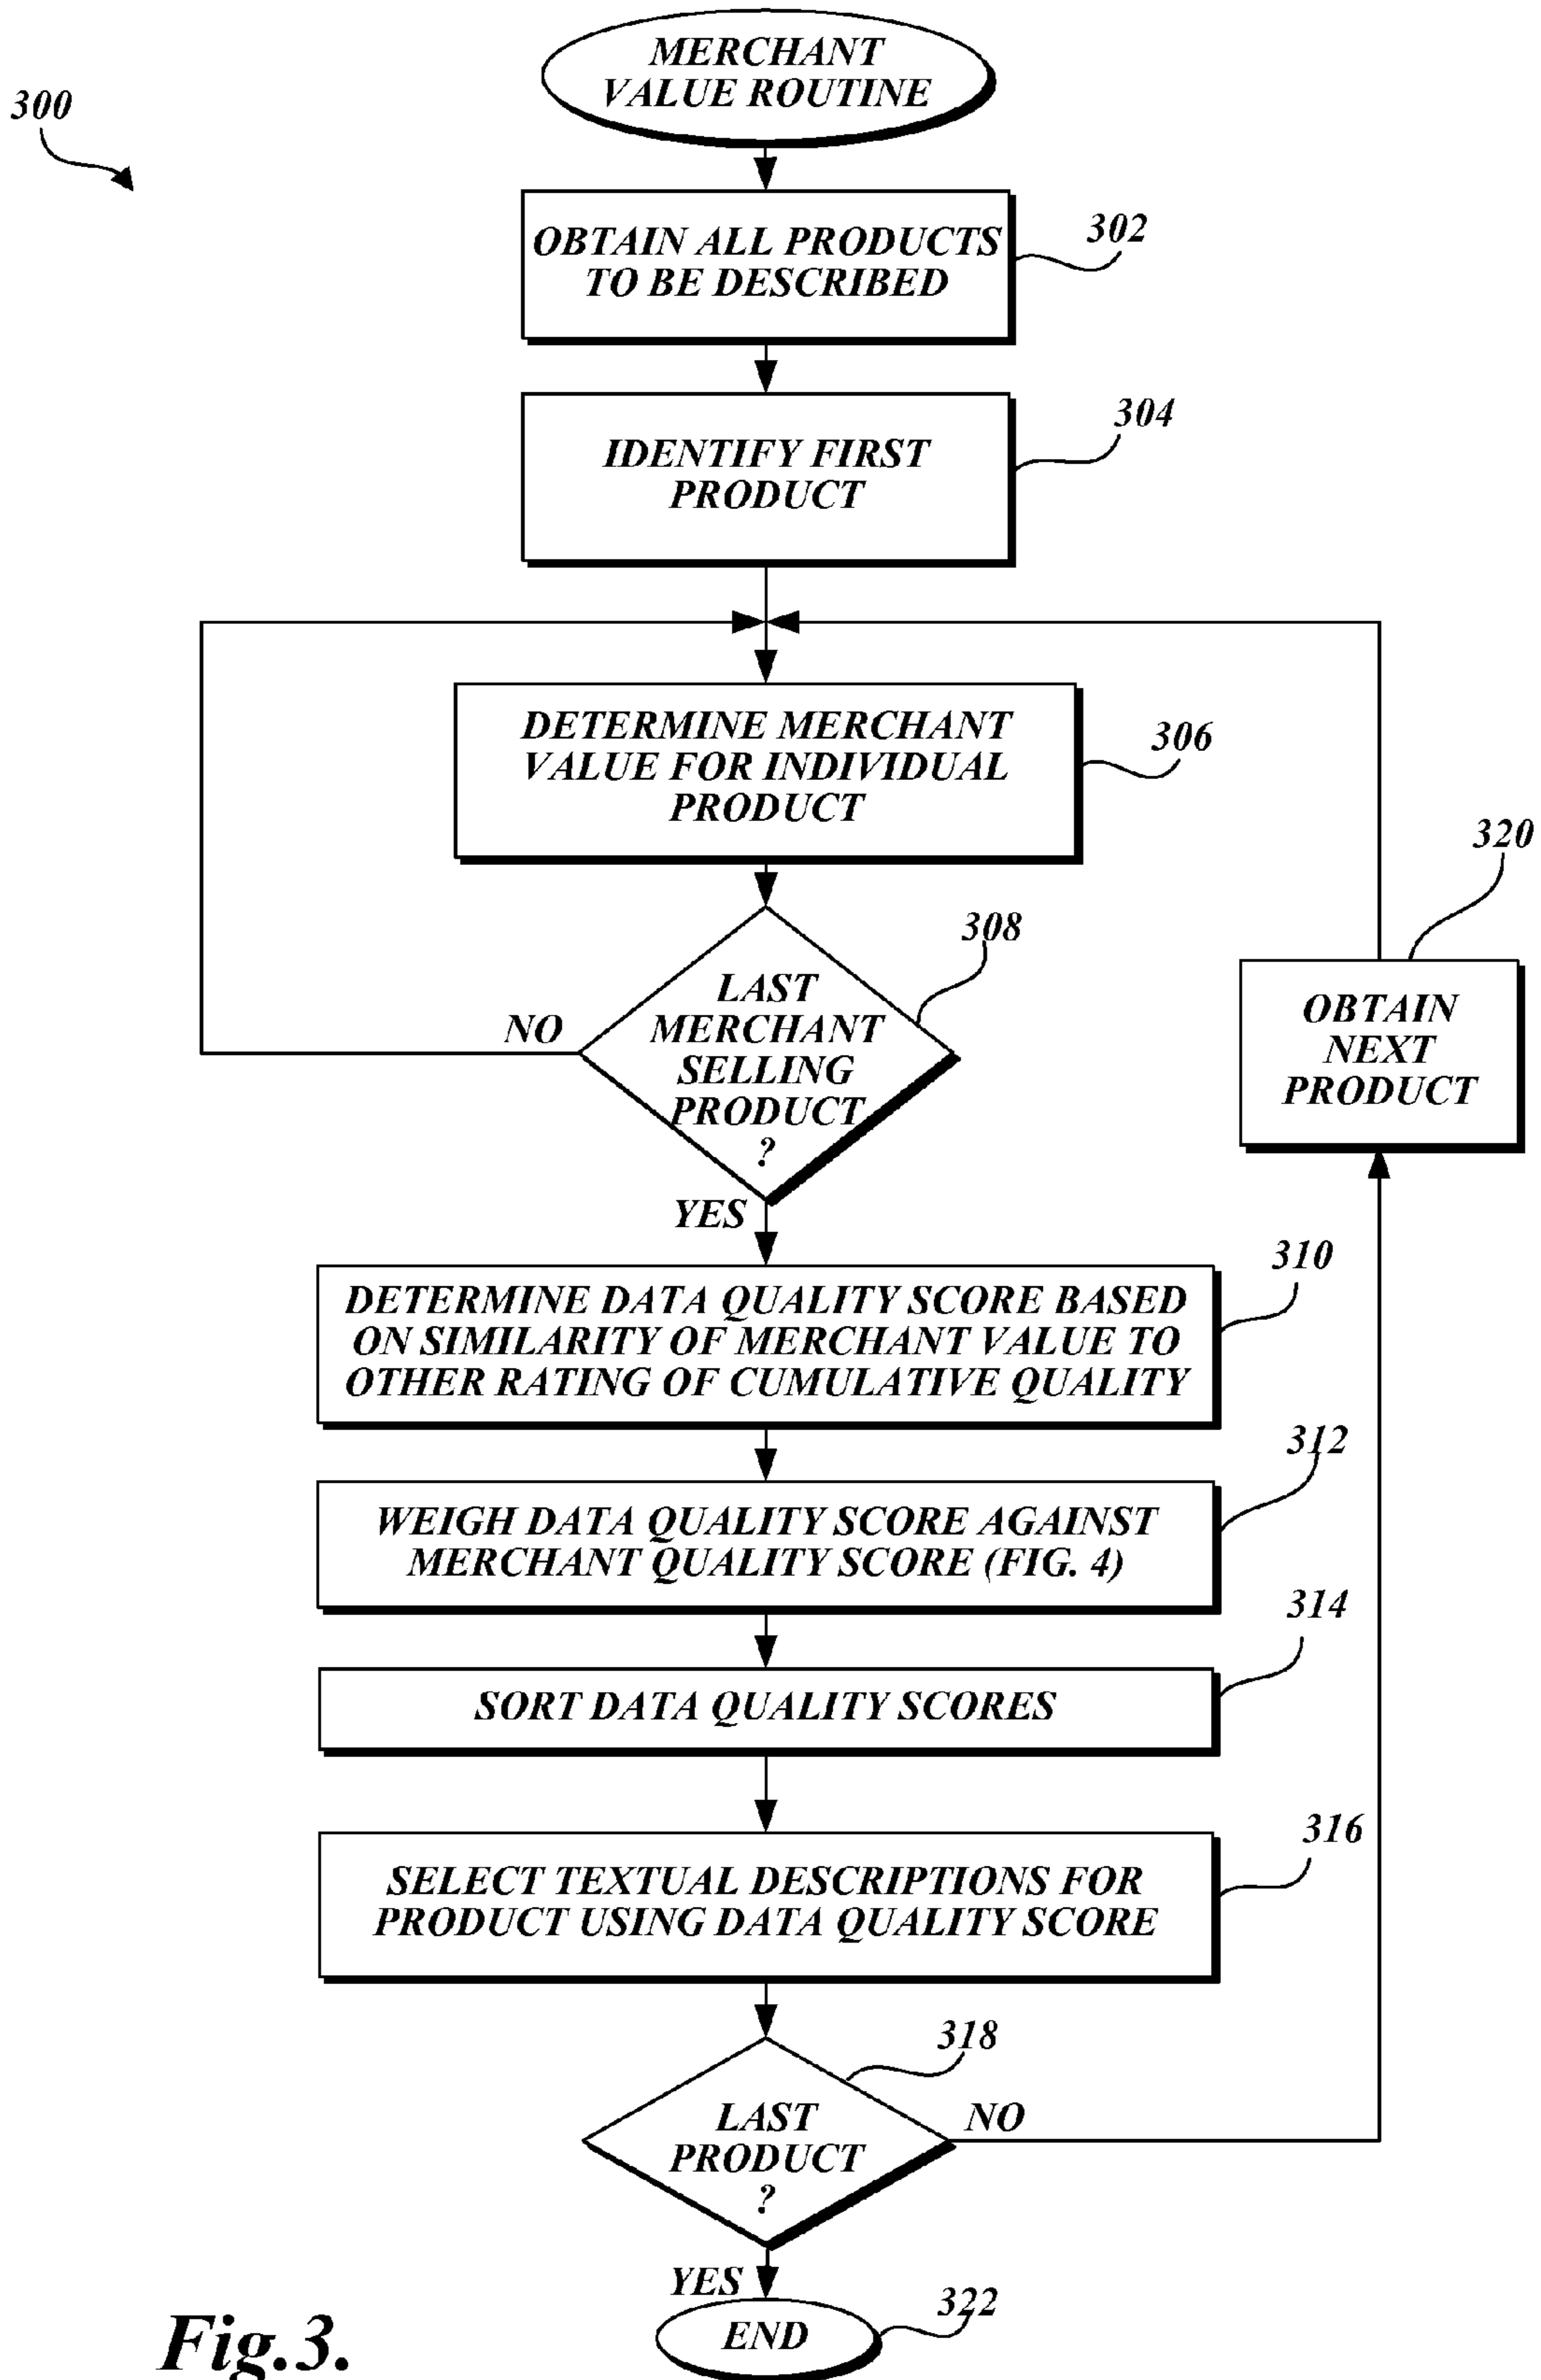 MERCHANT
VALUE ROUTINE
300
OBTAIN ALL PRODUCTS
TO BE DESCRIBED
302
IDENTIFY FIRST
PRODUCT
304
DETERMINE MERCHANT
VALUE FOR INDIVIDUAL
PRODUCT
306
LAST
MERCHANT
SELLING
PRODUCT
?
308
NO
YES
OBTAIN
NEXT
PRODUCT
320
DETERMINE DATA QUALITY SCORE BASED
ON SIMILARITY OF MERCHANT VALUE TO
OTHER RATING OF CUMULATIVE QUALITY
310
WEIGH DATA QUALITY SCORE AGAINST
MERCHANT QUALITY SCORE (FIG. 4)
312
SORT DATA QUALITY SCORES
314
SELECT TEXTUAL DESCRIPTIONS FOR
PRODUCT USING DATA QUALITY SCORE
316
LAST
PRODUCT
?
318
NO
YES
END
322
Fig.3.